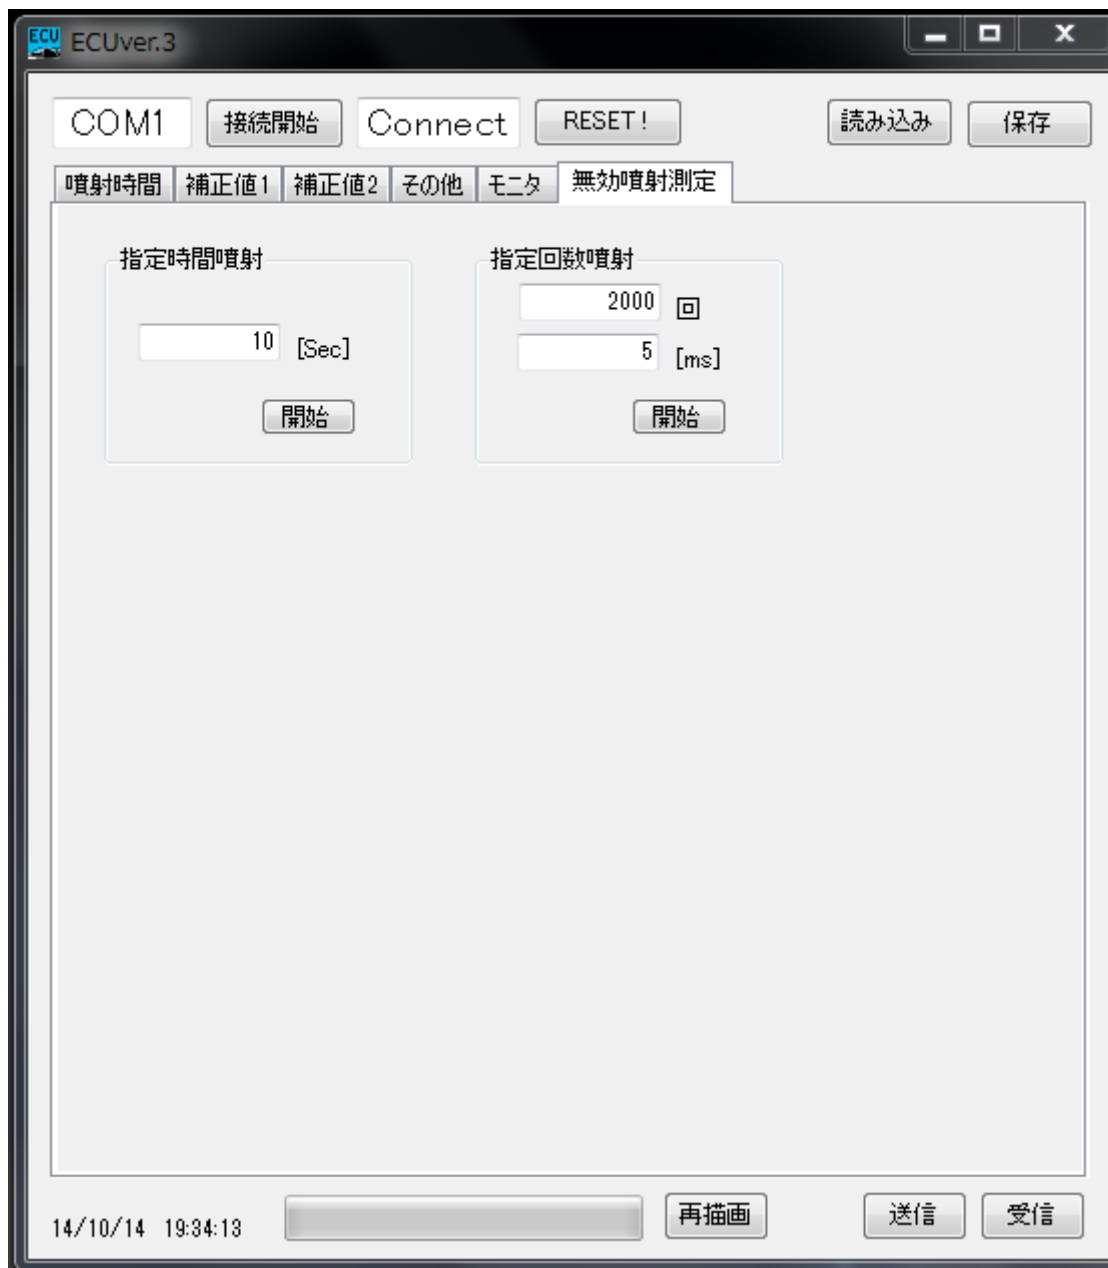 ECU ECUver.3
COM1 接続開始 Connect RESET! 読み込み 保存
噴射時間 補正値1 補正値2 その他 モニタ 無効噴射測定
指定時間噴射
10 [Sec]
開始
指定回数噴射
2000 回
5 [ms]
開始
14/10/14 19:34:13 再描画 送信 受信